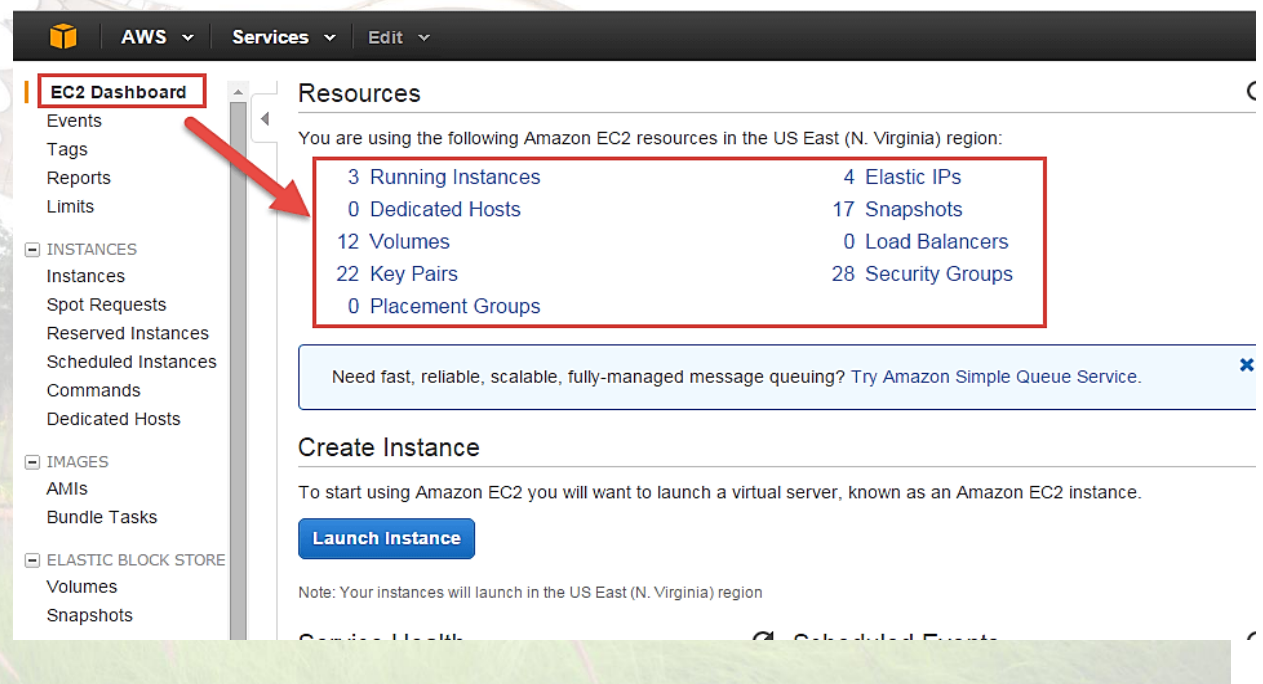 AWS Services Edit
EC2 Dashboard
Events
Tags
Reports
Limits
INSTANCES
Instances
Spot Requests
Reserved Instances
Scheduled Instances
Commands
Dedicated Hosts
IMAGES
AMIs
Bundle Tasks
ELASTIC BLOCK STORE
Volumes
Snapshots
Resources
You are using the following Amazon EC2 resources in the US East (N. Virginia) region:
3 Running Instances
0 Dedicated Hosts
12 Volumes
22 Key Pairs
0 Placement Groups
4 Elastic IPs
17 Snapshots
0 Load Balancers
28 Security Groups
Need fast, reliable, scalable, fully-managed message queuing? Try Amazon Simple Queue Service.
Create Instance
To start using Amazon EC2 you will want to launch a virtual server, known as an Amazon EC2 instance.
Launch Instance
Note: Your instances will launch in the US East (N. Virginia) region
Service Health
Scheduled Events